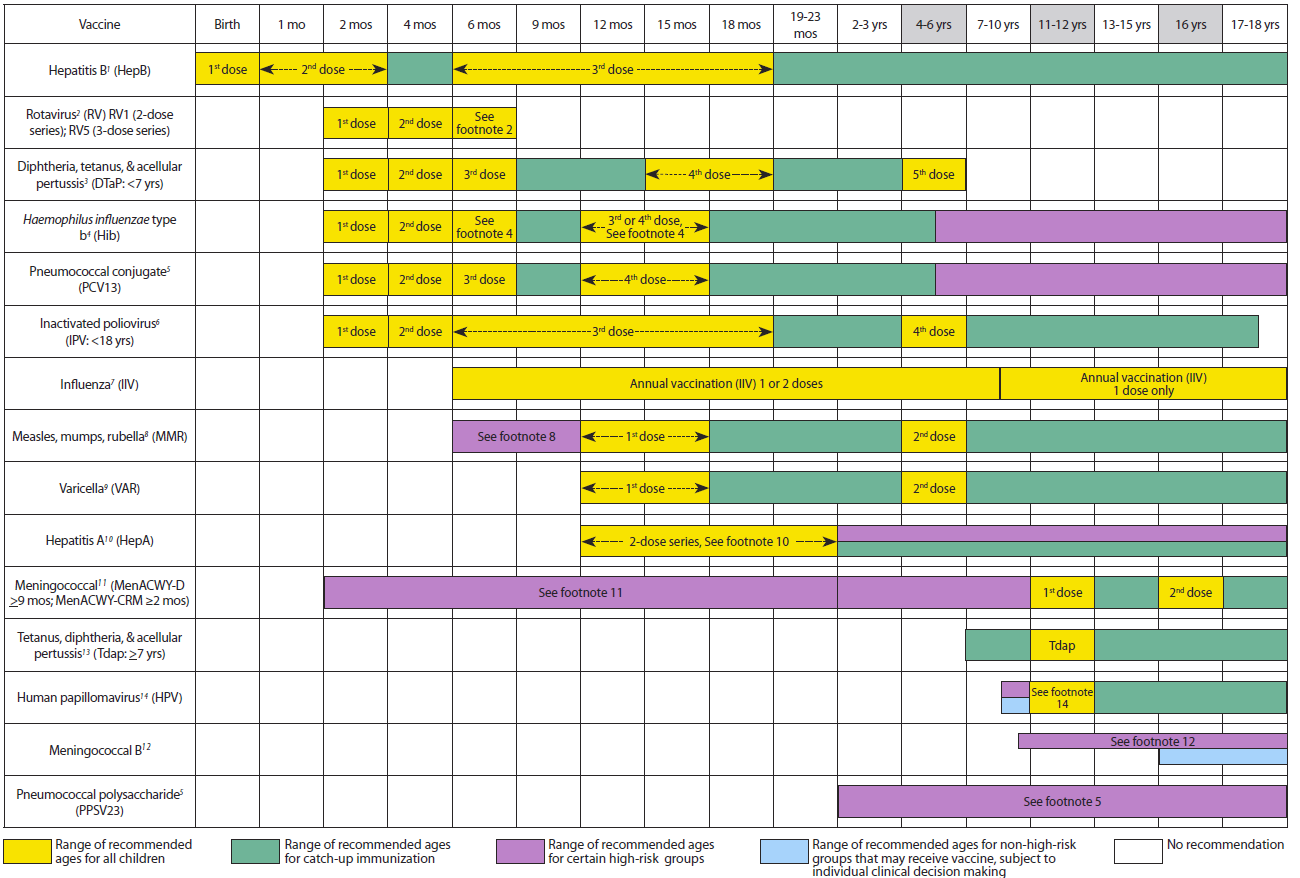 Vaccine
Birth
1 mo
2 mos
4 mos
6 mos
9 mos
12 mos
15 mos
18 mos
19-23
mos
2-3 yrs
4-6 yrs
7-10 yrs
11-12 yrs
13-15 yrs
16 yrs
17-18 yrs
Hepatitis B1 (HepB)
1st dose
2nd dose
3rd dose
Rotavirus2 (RV) RV1 (2-dose
series); RV5 (3-dose series)
1st dose
2nd dose
See
footnote 2
Diphtheria, tetanus, & acellular
pertussis3 (DTaP: <7 yrs)
1st dose
2nd dose
3rd dose
4th dose
5th dose
Haemophilus influenzae type
b4 (Hib)
1st dose
2nd dose
See
footnote 4
3rd or 4th dose,
See footnote 4
Pneumococcal conjugate5
(PCV13)
1st dose
2nd dose
3rd dose
4th dose
Inactivated poliovirus6
(IPV: <18 yrs)
1st dose
2nd dose
3rd dose
4th dose
Influenza7 (IIV)
Annual vaccination (IIV) 1 or 2 doses
Annual vaccination (IIV)
1 dose only
Measles, mumps, rubella8 (MMR)
See footnote 8
1st dose
2nd dose
Varicella9 (VAR)
1st dose
2nd dose
Hepatitis A10 (HepA)
2-dose series, See footnote 10
Meningococcal11 (MenACWY-D
≥9 mos; MenACWY-CRM ≥2 mos)
See footnote 11
1st dose
2nd dose
Tetanus, diphtheria, & acellular
pertussis13 (Tdap: ≥7 yrs)
Tdap
Human papillomavirus14 (HPV)
See footnote
14
Meningococcal B12
See footnote 12
Pneumococcal polysaccharide5
(PPSV23)
See footnote 5
Range of recommended
ages for all children
Range of recommended ages
for catch-up immunization
Range of recommended ages
for certain high-risk groups
Range of recommended ages for non-high-risk
groups that may receive vaccine, subject to
individual clinical decision making
No recommendation